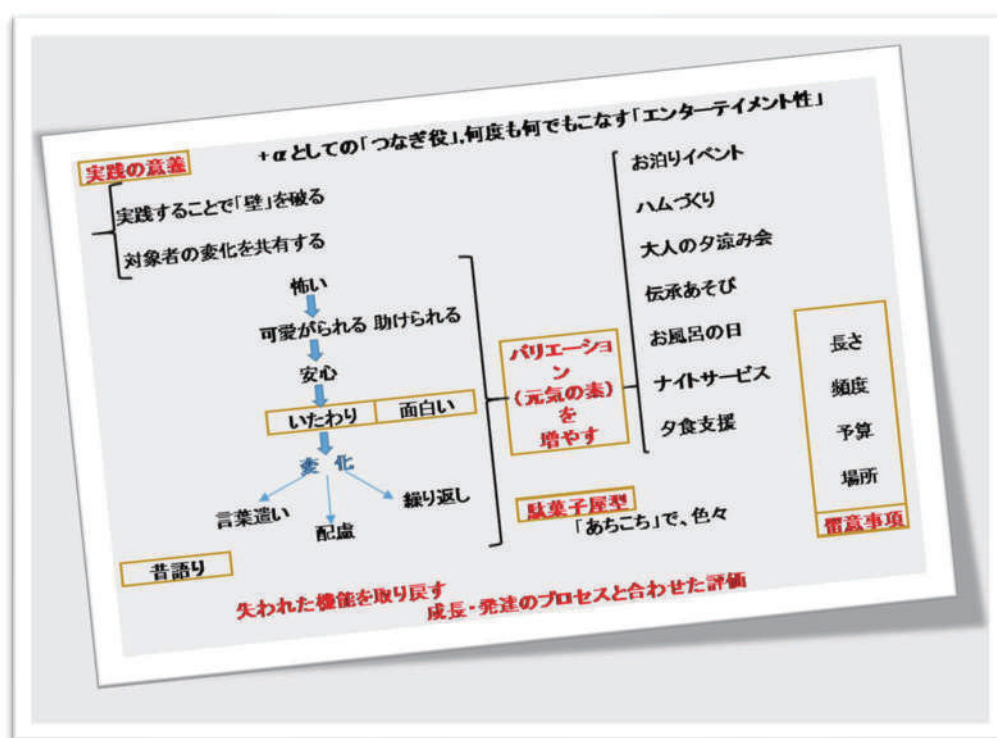 +αとしての「つなぎ役」,何度も何でもこなす「エンターテイメント性」
実践の意義
実践することで「壁」を破る
対象者の変化を共有する
怖い
可愛がられる 助けられる
安心
いたわり 面白い
変 化
言葉遣い
配慮
繰り返し
昔語り
バリエーショ
ン
(元気の素)
を
増やす
お泊りイベント
ハムづくり
大人の夕涼み会
伝承あそび
お風呂の日
ナイトサービス
夕食支援
駄菓子屋型
「あちこち」で、色々
長さ
頻度
予算
場所
留意事項
失われた機能を取り戻す
成長・発達のプロセスと合わせた評価